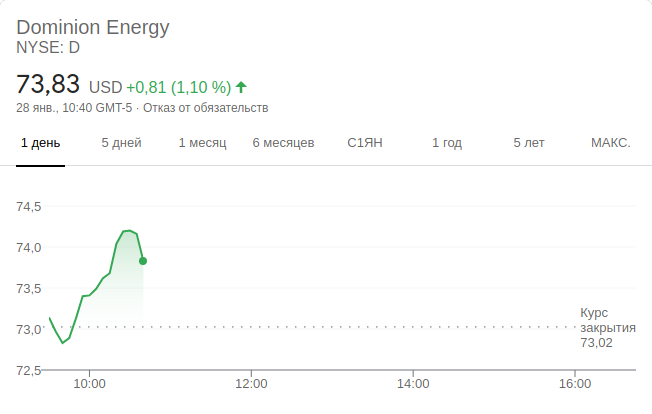 Dominion Energy
NYSE: D
73,83 USD +0,81 (1,10 %)
28 янв., 10:40 GMT-5 · Отказ от обязательств
1 день 5 дней 1 месяц 6 месяцев С1ЯН 1 год 5 лет МАКС.
74,5
74,0
73,5
73,0
72,5
Курс
закрытия
73,02
10:00 12:00 14:00 16:00